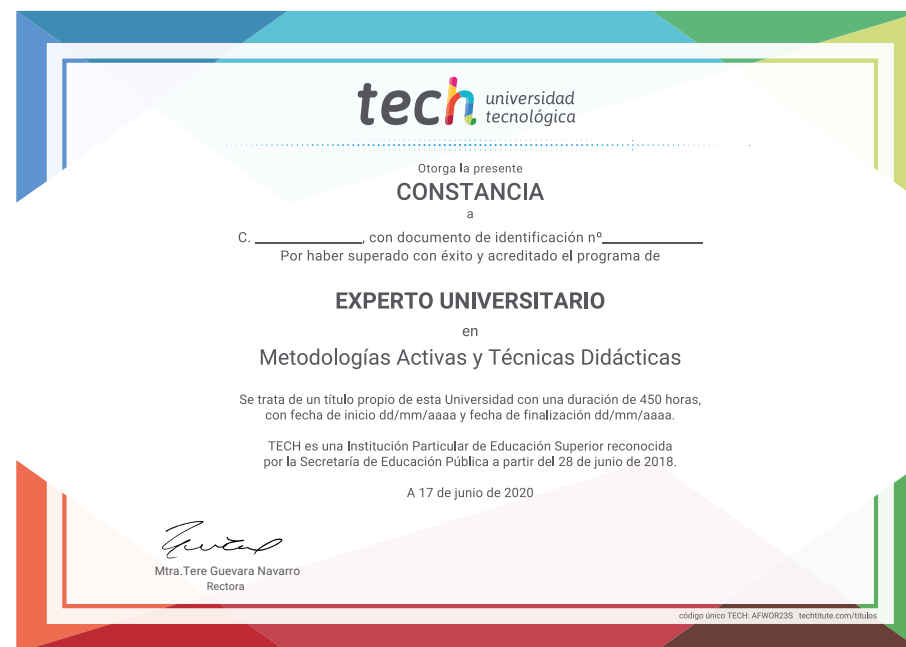 tech universidad
tecnológica
Otorga la presente
CONSTANCIA
a
C. ______________, con documento de identificación nº_____________
Por haber superado con éxito y acreditado el programa de
EXPERTO UNIVERSITARIO
en
Metodologías Activas y Técnicas Didácticas
Se trata de un título propio de esta Universidad con una duración de 450 horas,
con fecha de inicio dd/mm/aaaa y fecha de finalización dd/mm/aaaa.
TECH es una Institución Particular de Educación Superior reconocida
por la Secretaría de Educación Pública a partir del 28 de junio de 2018.
A 17 de junio de 2020
Mtra.Tere Guevara Navarro
Rectora
código único TECH: AFWOR23S techtitute.com/titulos